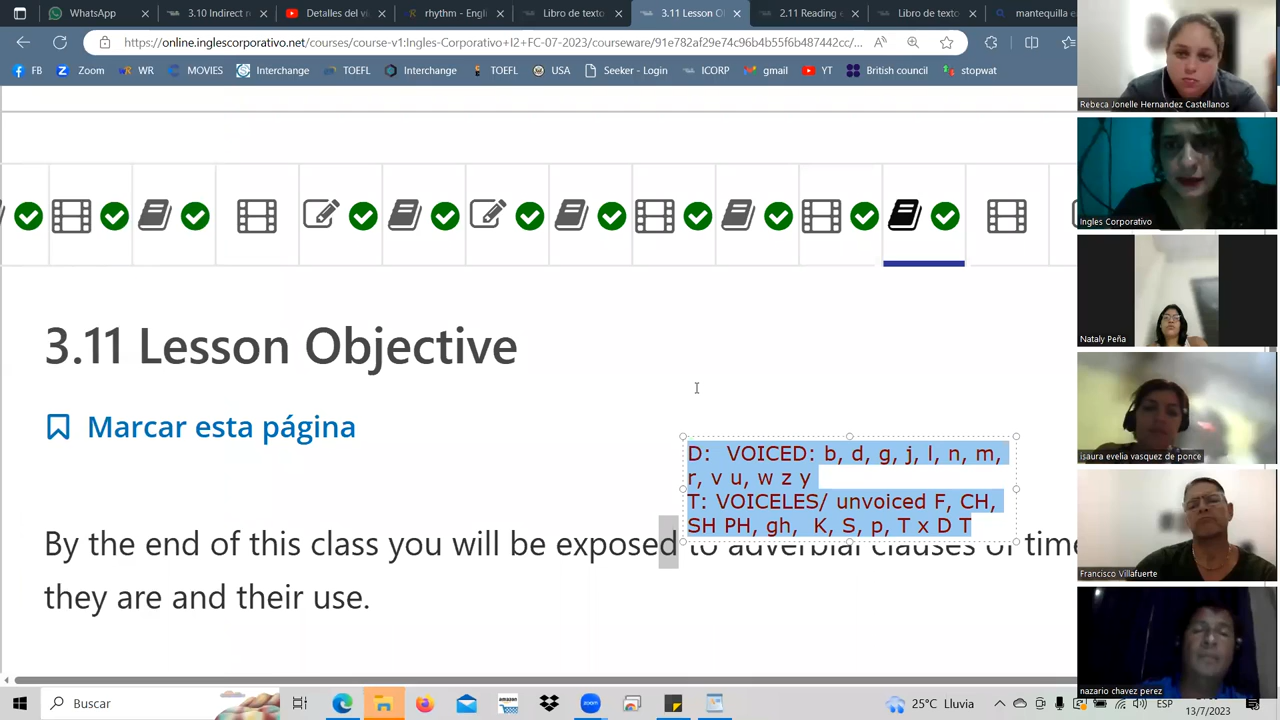 WhatsApp
3.10 Indirect r
Detalles del ví
rhythm - Engli
Libro de texto
3.11 Lesson O
2.11 Reading e
Libro de texto
mantequilla e
https://online.inglescorporativo.net/courses/course-v1:Ingles-Corporativo+I2+FC-07-2023/courseware/91e782af29e74c96b4b55f6b487442cc/...
FB
Zoom
WR
MOVIES
Interchange
TOEFL
Interchange
TOEFL
USA
Seeker - Login
ICORP
gmail
YT
British council
stopwat
3.11 Lesson Objective
Marcar esta página
D: VOICED: b, d, g, j, l, n, m,
r, v u, w z y
T: VOICELES/ unvoiced F, CH,
SH PH, gh, K, S, p, T x D T
By the end of this class you will be exposed to adverbial clauses of time
they are and their use.
Rebeca Jonelle Hernandez Castellanos
Ingles Corporativo
Nataly Peña
isaura evelia vasquez de ponce
Francisco Villafuerte
nazario chavez perez
Buscar
25°C Lluvia
ESP
13/7/2023